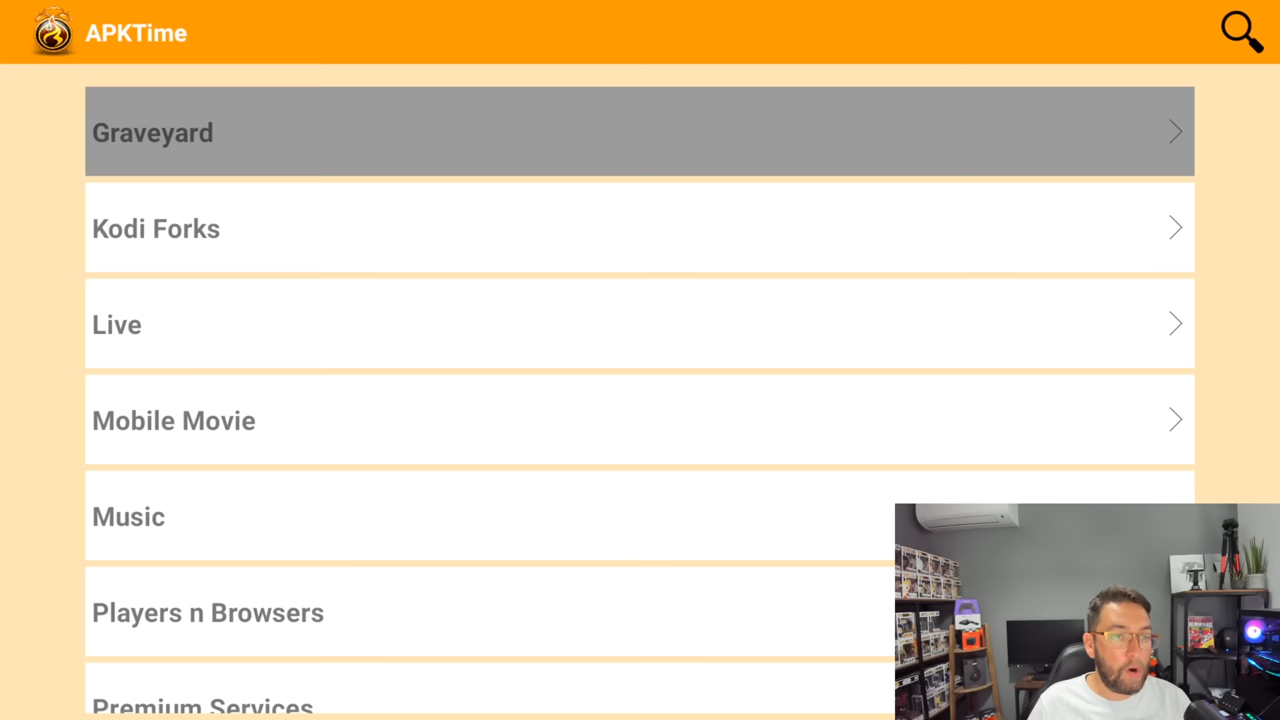 APKTime
Graveyard
Kodi Forks
Live
Mobile Movie
Music
Players n Browsers
Premium Services